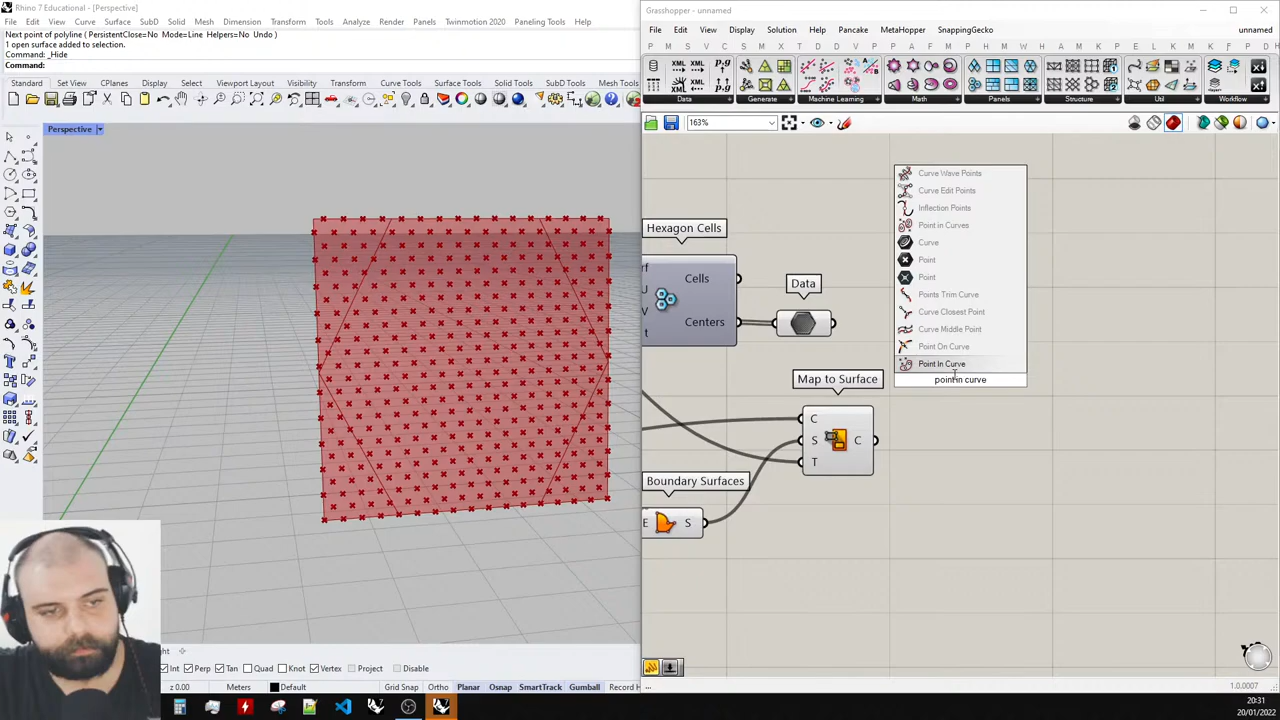 Rhino 7 Educational - [Perspective]
File Edit View Curve Surface SubD Solid Mesh Dimension Transform Tools Analyze Render Panels Twinmotion 2020 Paneling Tools Help
Next point of polyline ( PersistentClose=No Mode=Line Helpers=No Undo )
1 open surface added to selection.
Command: _Hide
Command:
Standard Set View CPlanes Display Select Viewport Layout Visibility Transform Curve Tools Surface Tools Solid Tools SubD Tools Mesh Tools
Perspective
Int Perp Tan Quad Knot Vertex Project Disable
z 0.00 Meters Default Grid Snap Ortho Planar Osnap SmartTrack Gumball Record H
Grasshopper - unnamed
File Edit View Display Solution Help Pancake MetaHopper SnappingGecko unnamed
Data Generate Machine Learning Math Panels Structure Util Workflow
163%
Hexagon Cells
Cells
Centers
U
V
t
Data
Map to Surface
C
S C
T
Boundary Surfaces
E S
Curve Wave Points
Curve Edit Points
Inflection Points
Point in Curves
Curve
Point
Point
Points Trim Curve
Curve Closest Point
Curve Middle Point
Point On Curve
Point In Curve
point in curve
1.0.0007
20:31
20/01/2022